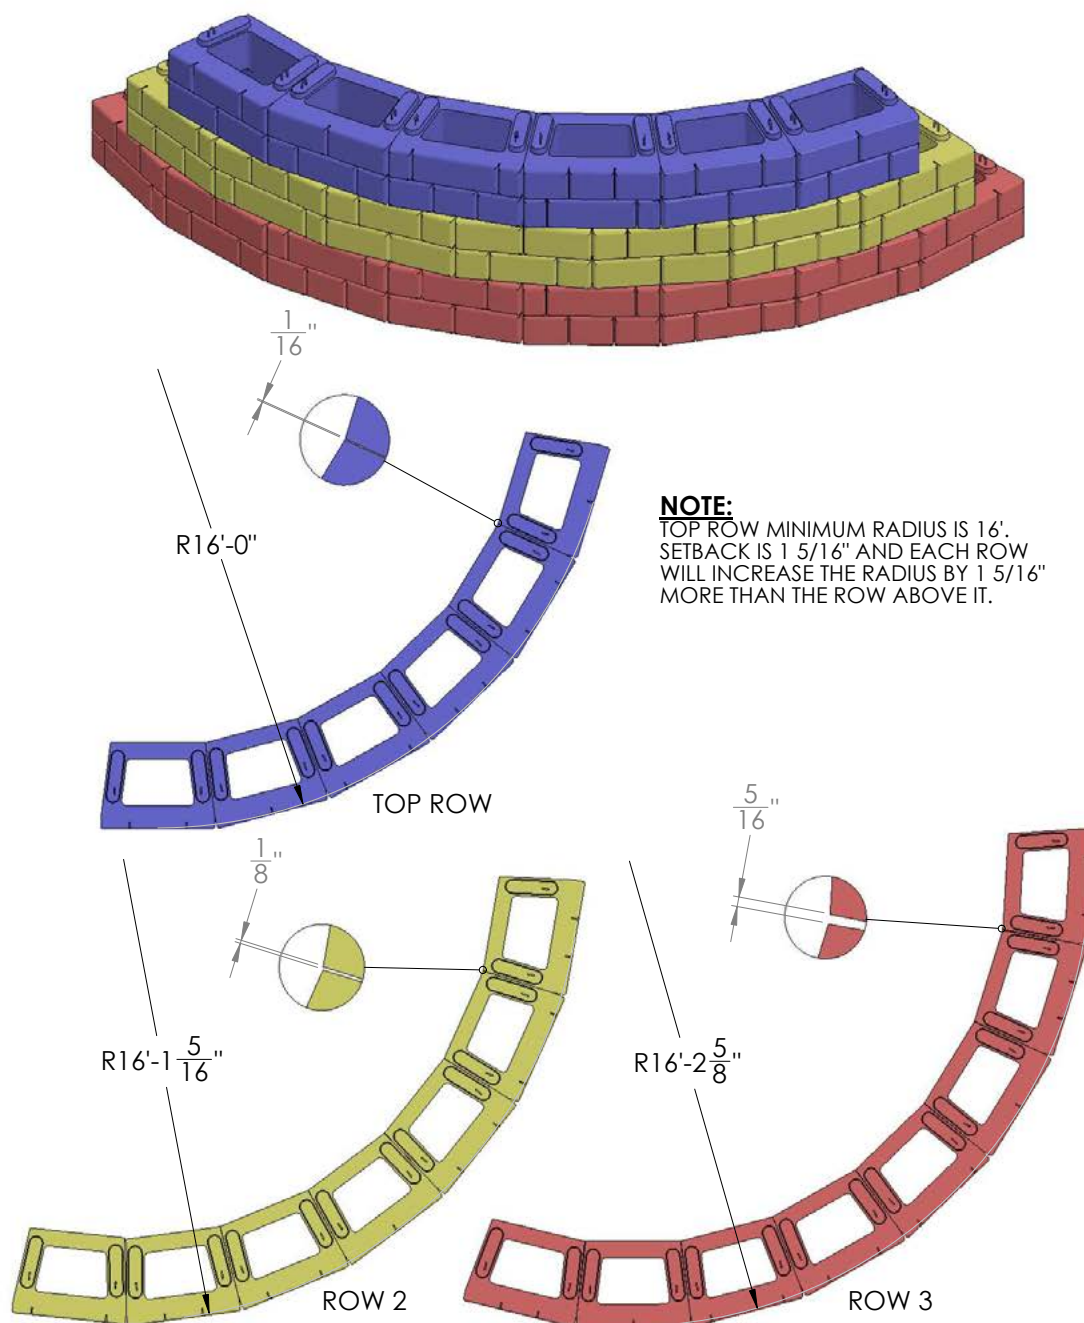 1/16"
R16'-0"
NOTE:
TOP ROW MINIMUM RADIUS IS 16'.
SETBACK IS 1 5/16" AND EACH ROW
WILL INCREASE THE RADIUS BY 1 5/16"
MORE THAN THE ROW ABOVE IT.
TOP ROW
1/8"
5/16"
R16'-1 5/16"
R16'-2 5/8"
ROW 2
ROW 3